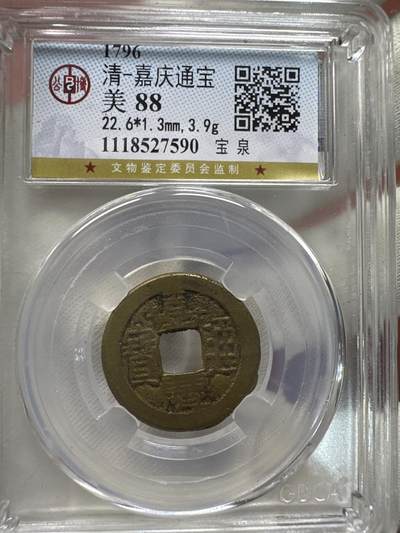 1796
清-嘉庆通宝
美 88
22.6*1.3mm,3.9g
1118527590 宝泉
文物鉴定委员会监制
GBCA